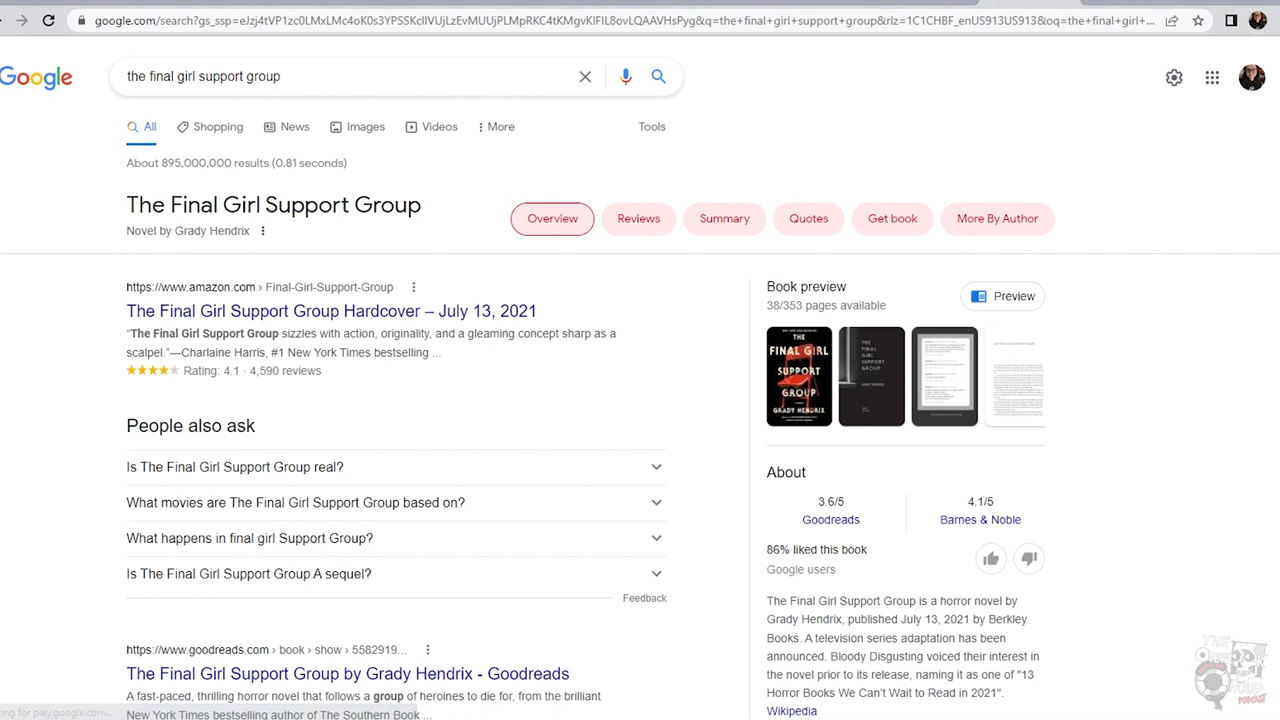 google.com/search?gs_ssp=eJzj4tVP1zc0LMxLMc4oK0s3YPSSKcIIVUjLzEvMUUjPLMpRKC4tKMgvKlFIL8ovLQAAVHsPyg&q=the+final+girl+support+group&rlz=1C1CHBF_enUS913US913&oq=the+final+girl+...
Google
the final girl support group
All
Shopping
News
Images
Videos
More
Tools
About 895,000,000 results (0.81 seconds)
The Final Girl Support Group
Novel by Grady Hendrix
Overview
Reviews
Summary
Quotes
Get book
More By Author
https://www.amazon.com › Final-Girl-Support-Group
The Final Girl Support Group Hardcover – July 13, 2021
“The Final Girl Support Group sizzles with action, originality, and a gleaming concept sharp as a
scalpel.”—Charlaine Harris, #1 New York Times bestselling ...
Rating: 4.1 · 4,590 reviews
People also ask
Is The Final Girl Support Group real?
What movies are The Final Girl Support Group based on?
What happens in final girl Support Group?
Is The Final Girl Support Group A sequel?
Feedback
https://www.goodreads.com › book › show › 5582919...
The Final Girl Support Group by Grady Hendrix - Goodreads
A fast-paced, thrilling horror novel that follows a group of heroines to die for, from the brilliant
New York Times bestselling author of The Southern Book ...
Book preview
38/353 pages available
Preview
THE
FINAL GIRL
SUPPORT
GROUP
GRADY HENDRIX
THE
FINAL
GIRL
SUPPORT
GROUP
About
3.6/5
Goodreads
4.1/5
Barnes & Noble
86% liked this book
Google users
The Final Girl Support Group is a horror novel by
Grady Hendrix, published July 13, 2021 by Berkley
Books. A television series adaptation has been
announced. Bloody Disgusting voiced their interest in
the novel prior to its release, naming it as one of "13
Horror Books We Can't Wait to Read in 2021".
Wikipedia
ting for play.google.com...
THE
PODCAST